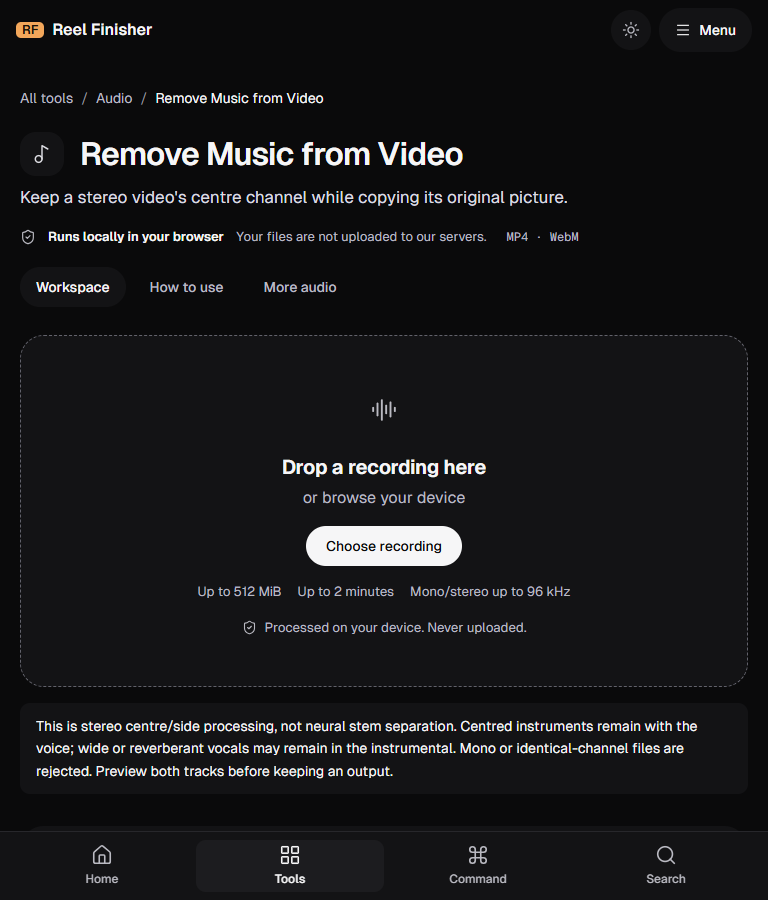 RF Reel Finisher
Menu
All tools / Audio / Remove Music from Video
Remove Music from Video
Keep a stereo video's centre channel while copying its original picture.
Runs locally in your browser Your files are not uploaded to our servers. MP4 · WebM
Workspace How to use More audio
Drop a recording here
or browse your device
Choose recording
Up to 512 MiB Up to 2 minutes Mono/stereo up to 96 kHz
Processed on your device. Never uploaded.
This is stereo centre/side processing, not neural stem separation. Centred instruments remain with the
voice; wide or reverberant vocals may remain in the instrumental. Mono or identical-channel files are
rejected. Preview both tracks before keeping an output.
Home Tools Command Search